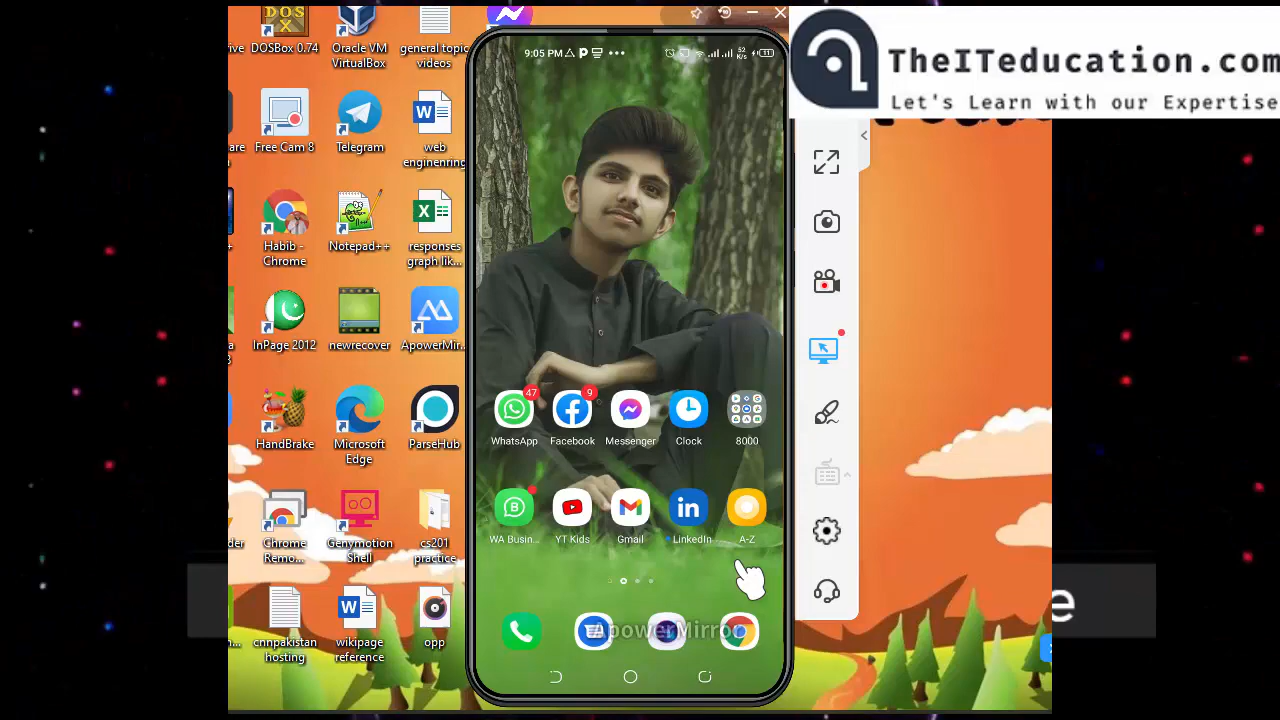 TheITeducation.com
Let's Learn with our Expertise
DOSBox 0.74
Oracle VM
VirtualBox
general topic
videos
Free Cam 8
Telegram
web
enginenring
Habib -
Chrome
Notepad++
responses
graph lik...
InPage 2012
newrecover
ApowerMir...
HandBrake
Microsoft
Edge
ParseHub
Chrome
Remo...
Genymotion
Shell
cs201
practice
cnnpakistan
hosting
wikipage
reference
opp
9:05 PM
52
K/s
11
47
9
WhatsApp
Facebook
Messenger
Clock
8000
WA Busin...
YT Kids
Gmail
LinkedIn
A-Z
ApowerMirror